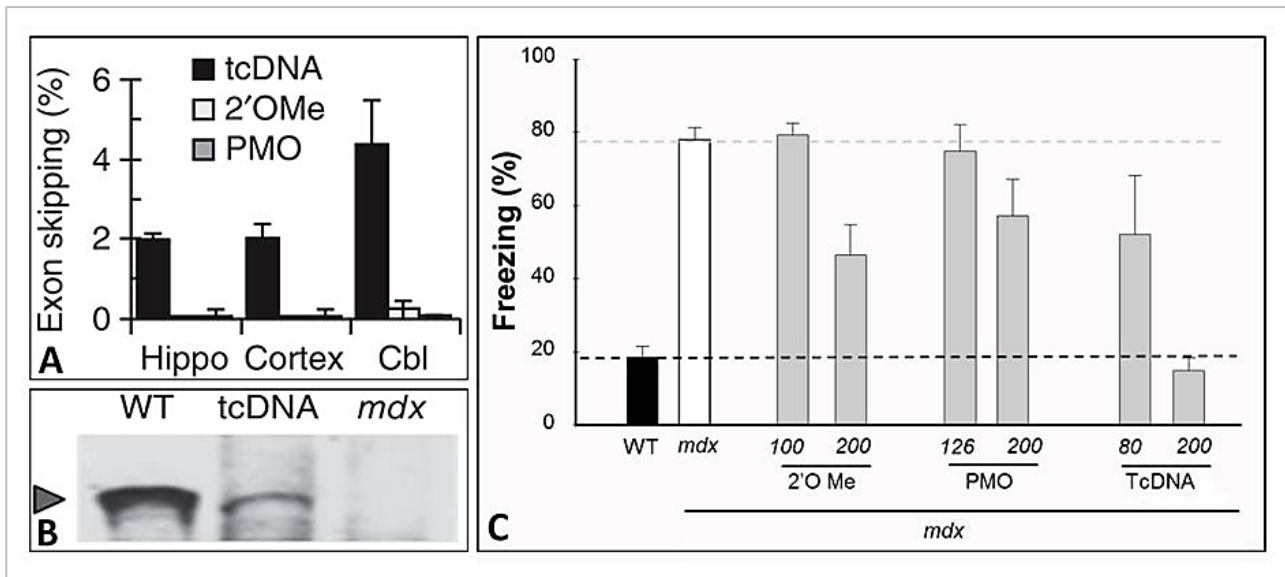 Exon skipping (%)
6
4
2
0
tcDNA
2′OMe
PMO
Hippo Cortex Cbl
A
WT tcDNA mdx
B
Freezing (%)
100
80
60
40
20
0
WT mdx 100 200 126 200 80 200
2'O Me PMO TcDNA
mdx
C